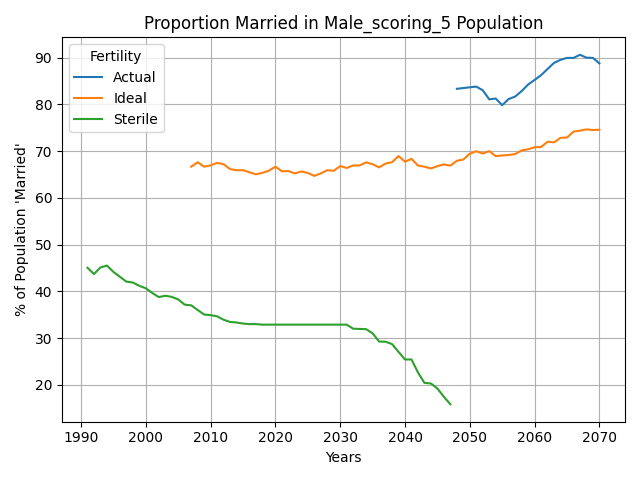 Proportion Married in Male_scoring_5 Population
Fertility
Actual
Ideal
Sterile
% of Population 'Married'
90
80
70
60
50
40
30
20
1990 2000 2010 2020 2030 2040 2050 2060 2070
Years